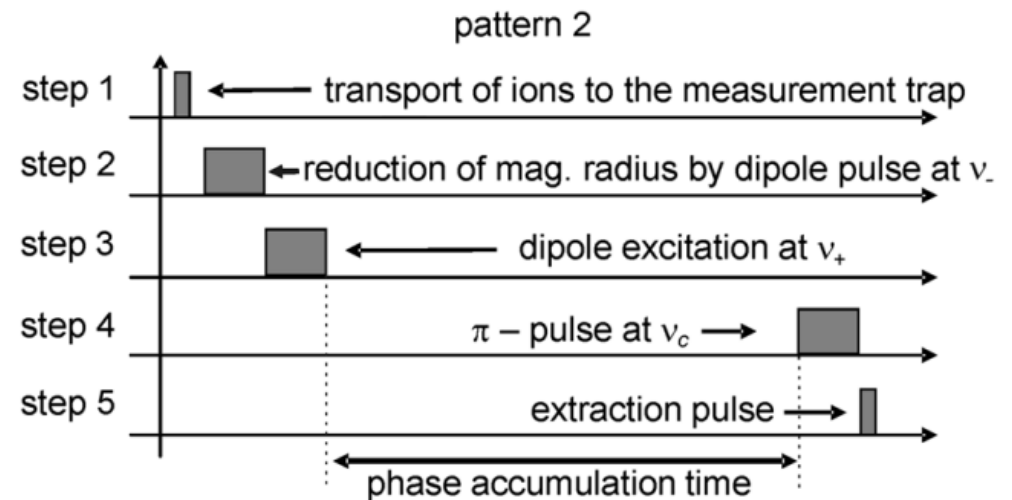 pattern 2
step 1 transport of ions to the measurement trap
step 2 reduction of mag. radius by dipole pulse at ν₋
step 3 dipole excitation at ν₊
step 4 π – pulse at ν_c
step 5 extraction pulse
phase accumulation time